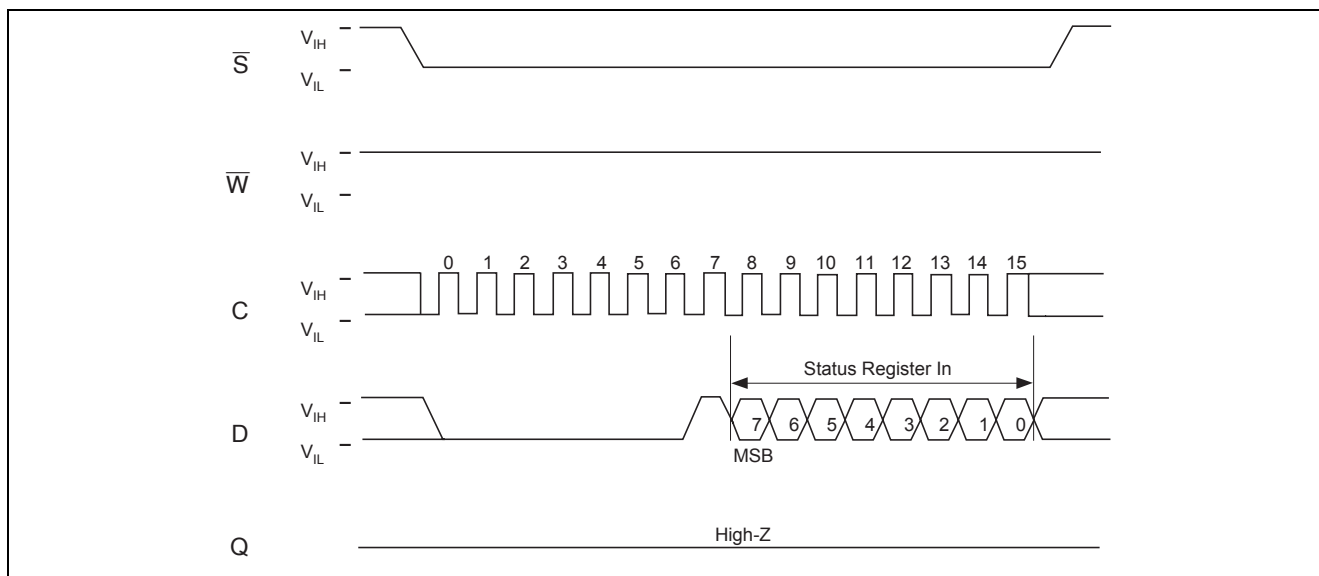 S̅
V_IH
V_IL
W̅
V_IH
V_IL
C
V_IH
V_IL
0 1 2 3 4 5 6 7 8 9 10 11 12 13 14 15
Status Register In
D
V_IH
V_IL
7 6 5 4 3 2 1 0
MSB
Q
High-Z